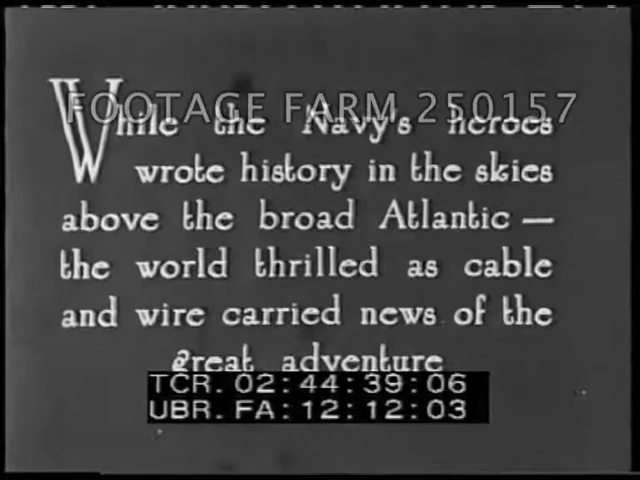 FOOTAGE FARM 250157
While the Navy's heroes
wrote history in the skies
above the broad Atlantic —
the world thrilled as cable
and wire carried news of the
great adventure
TCR. 02:44:39:06
UBR. FA:12:12:03